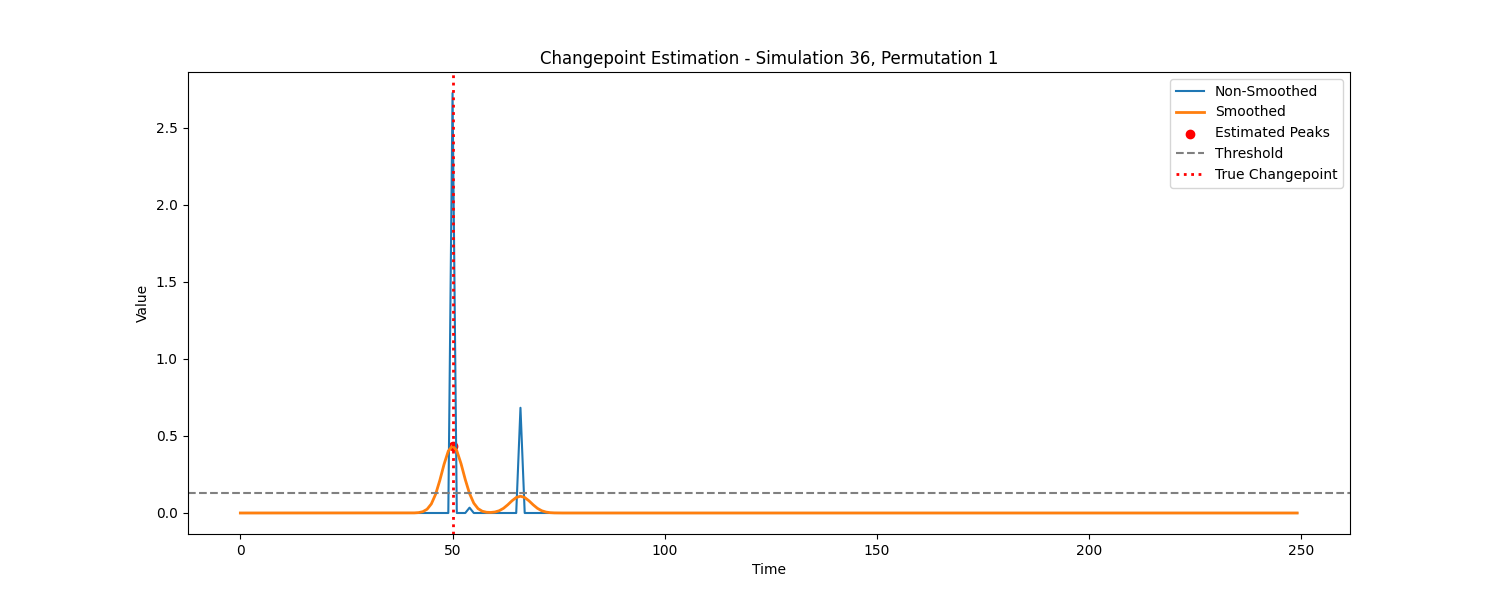 Changepoint Estimation - Simulation 36, Permutation 1
Non-Smoothed
Smoothed
Estimated Peaks
Threshold
True Changepoint
Value
2.5
2.0
1.5
1.0
0.5
0.0
0 50 100 150 200 250
Time